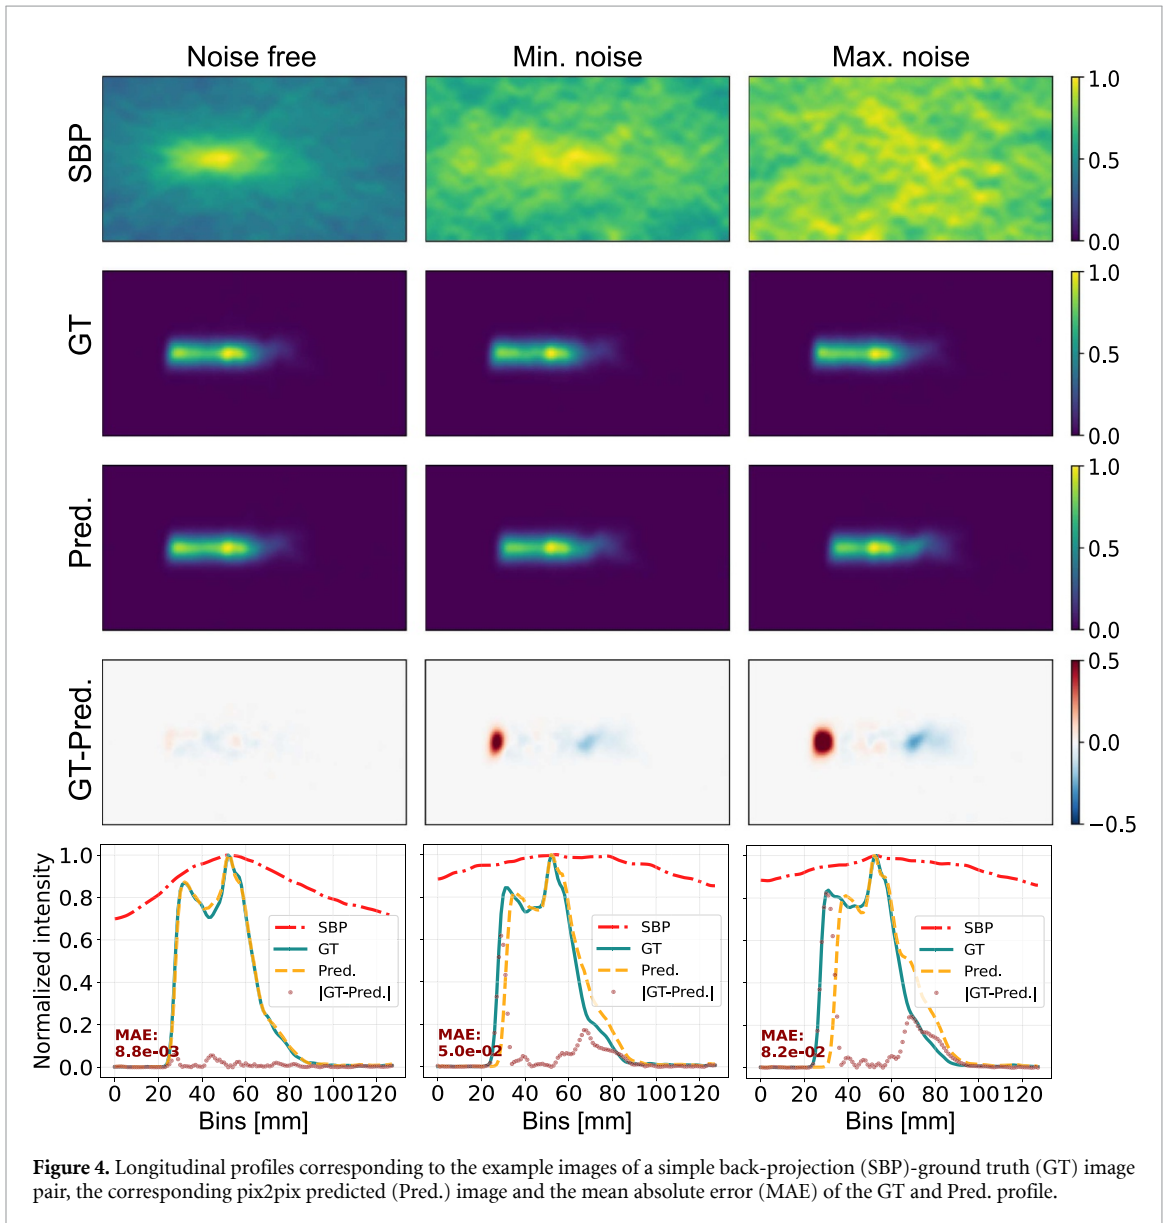 Noise free Min. noise Max. noise
SBP
1.0
0.5
0.0
GT
1.0
0.5
0.0
Pred.
1.0
0.5
0.0
GT-Pred.
0.5
0.0
−0.5
Normalized intensity
1.0
0.8
0.6
0.4
0.2
0.0
SBP
GT
Pred.
|GT-Pred.|
MAE:
8.8e-03
0 20 40 60 80 100 120
Bins [mm]
SBP
GT
Pred.
|GT-Pred.|
MAE:
5.0e-02
0 20 40 60 80 100 120
Bins [mm]
SBP
GT
Pred.
|GT-Pred.|
MAE:
8.2e-02
0 20 40 60 80 100 120
Bins [mm]
Figure 4. Longitudinal profiles corresponding to the example images of a simple back-projection (SBP)-ground truth (GT) image
pair, the corresponding pix2pix predicted (Pred.) image and the mean absolute error (MAE) of the GT and Pred. profile.